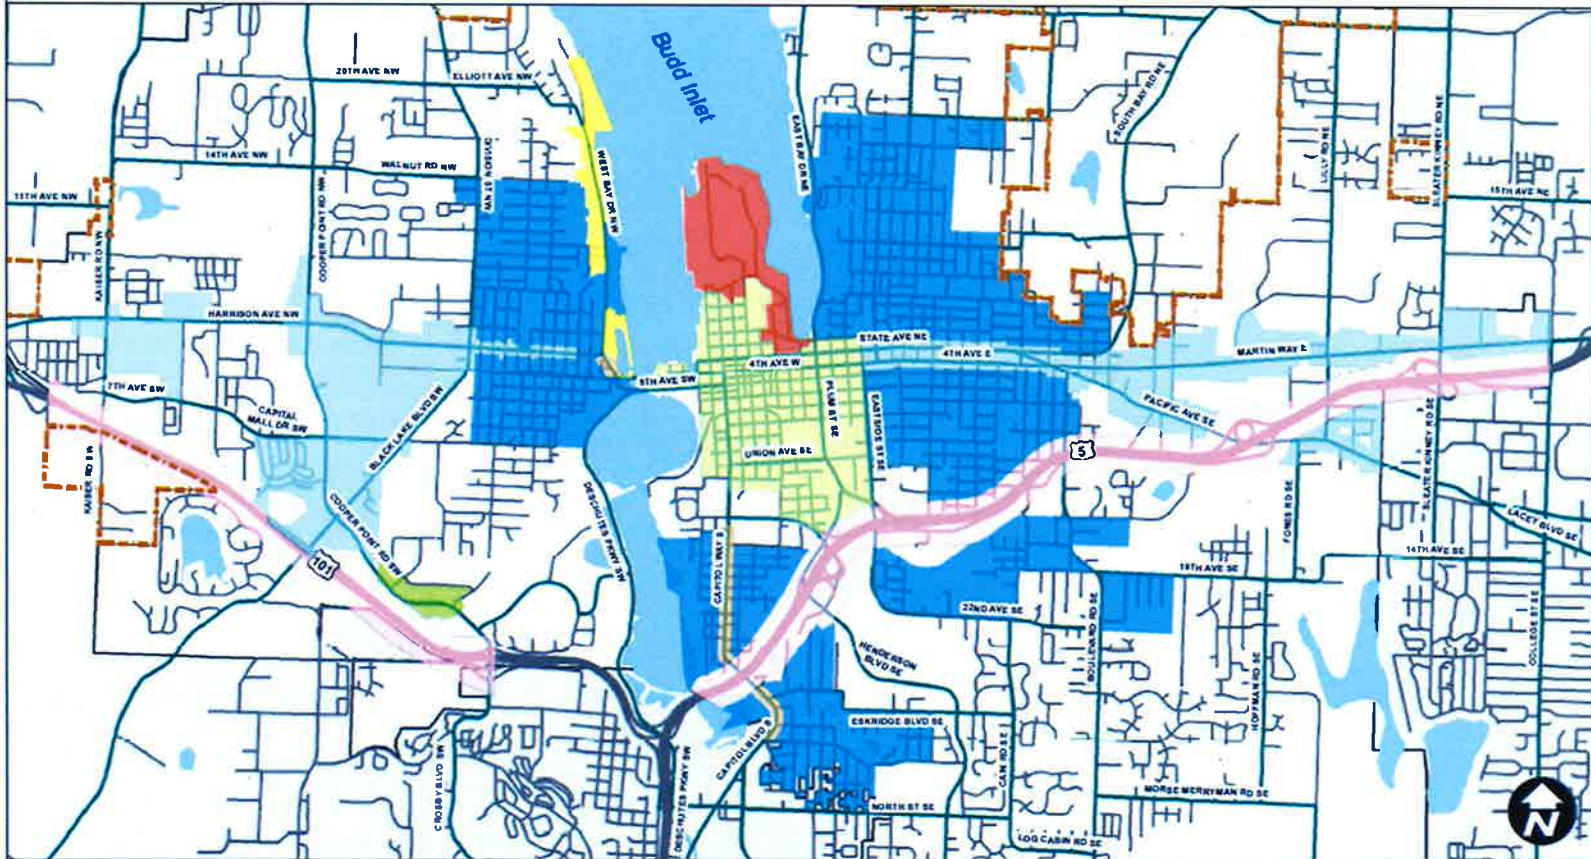 Budd Inlet
20TH AVE NW
ELLIOTT AVE NW
14TH AVE NW
WALNUT RD NW
DIVISION ST NW
WEST BAY DR NW
EAST BAY DR NE
SOUTH BAY RD NE
LILLY RD NE
SLEATER KINNEY RD NE
15TH AVE NE
11TH AVE NW
KAISER RD NW
COOPER POINT RD NW
HARRISON AVE NW
STATE AVE NE
4TH AVE W
4TH AVE E
MARTIN WAY E
5TH AVE SW
7TH AVE SW
CAPITAL
MALL DR SW
BLACK LAKE BLVD SW
PLUM ST SE
EASTSIDE ST SE
PACIFIC AVE SE
UNION AVE SE
5
KAISER RD SW
COOPER POINT RD SW
DESCHUTES PKWY SW
CAPITOL WAY S
FONES RD SE
SLEATER KINNEY RD SE
LACEY BLVD SE
14TH AVE SE
18TH AVE SE
101
22ND AVE SE
HENDERSON
BLVD SE
BOULEVARD RD SE
HOFFMAN RD SE
COLLEGE ST SE
ESKRIDGE BLVD SE
CAPITOL BLVD S
CROSBY BLVD SW
DESCHUTES PKWY SW
CAIN RD SE
NORTH ST SE
MORSE MERRYMAN RD SE
LOG CABIN RD SE
N